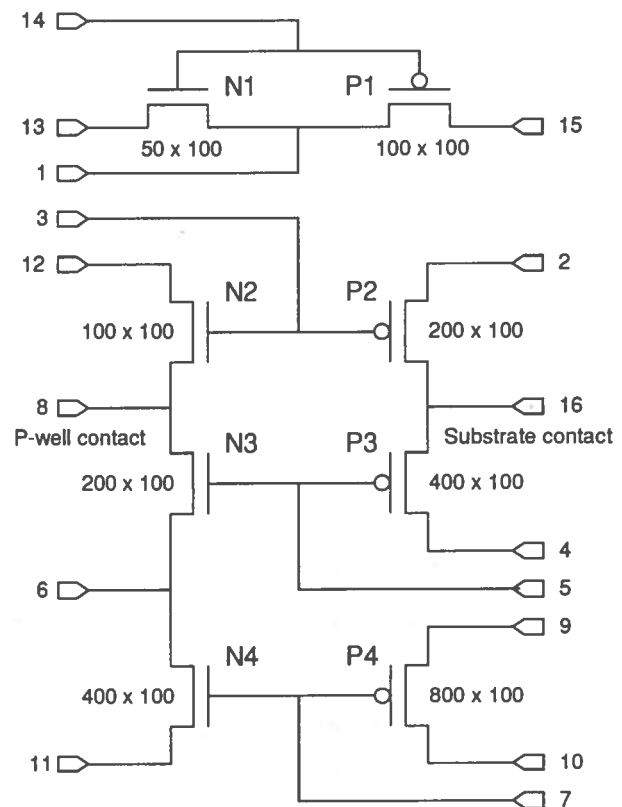 14
N1 P1
13 15
50 x 100 100 x 100
1
3
12 2
N2 P2
100 x 100 200 x 100
8 16
P-well contact Substrate contact
N3 P3
200 x 100 400 x 100
4
6 5
9
N4 P4
400 x 100 800 x 100
11 10
7